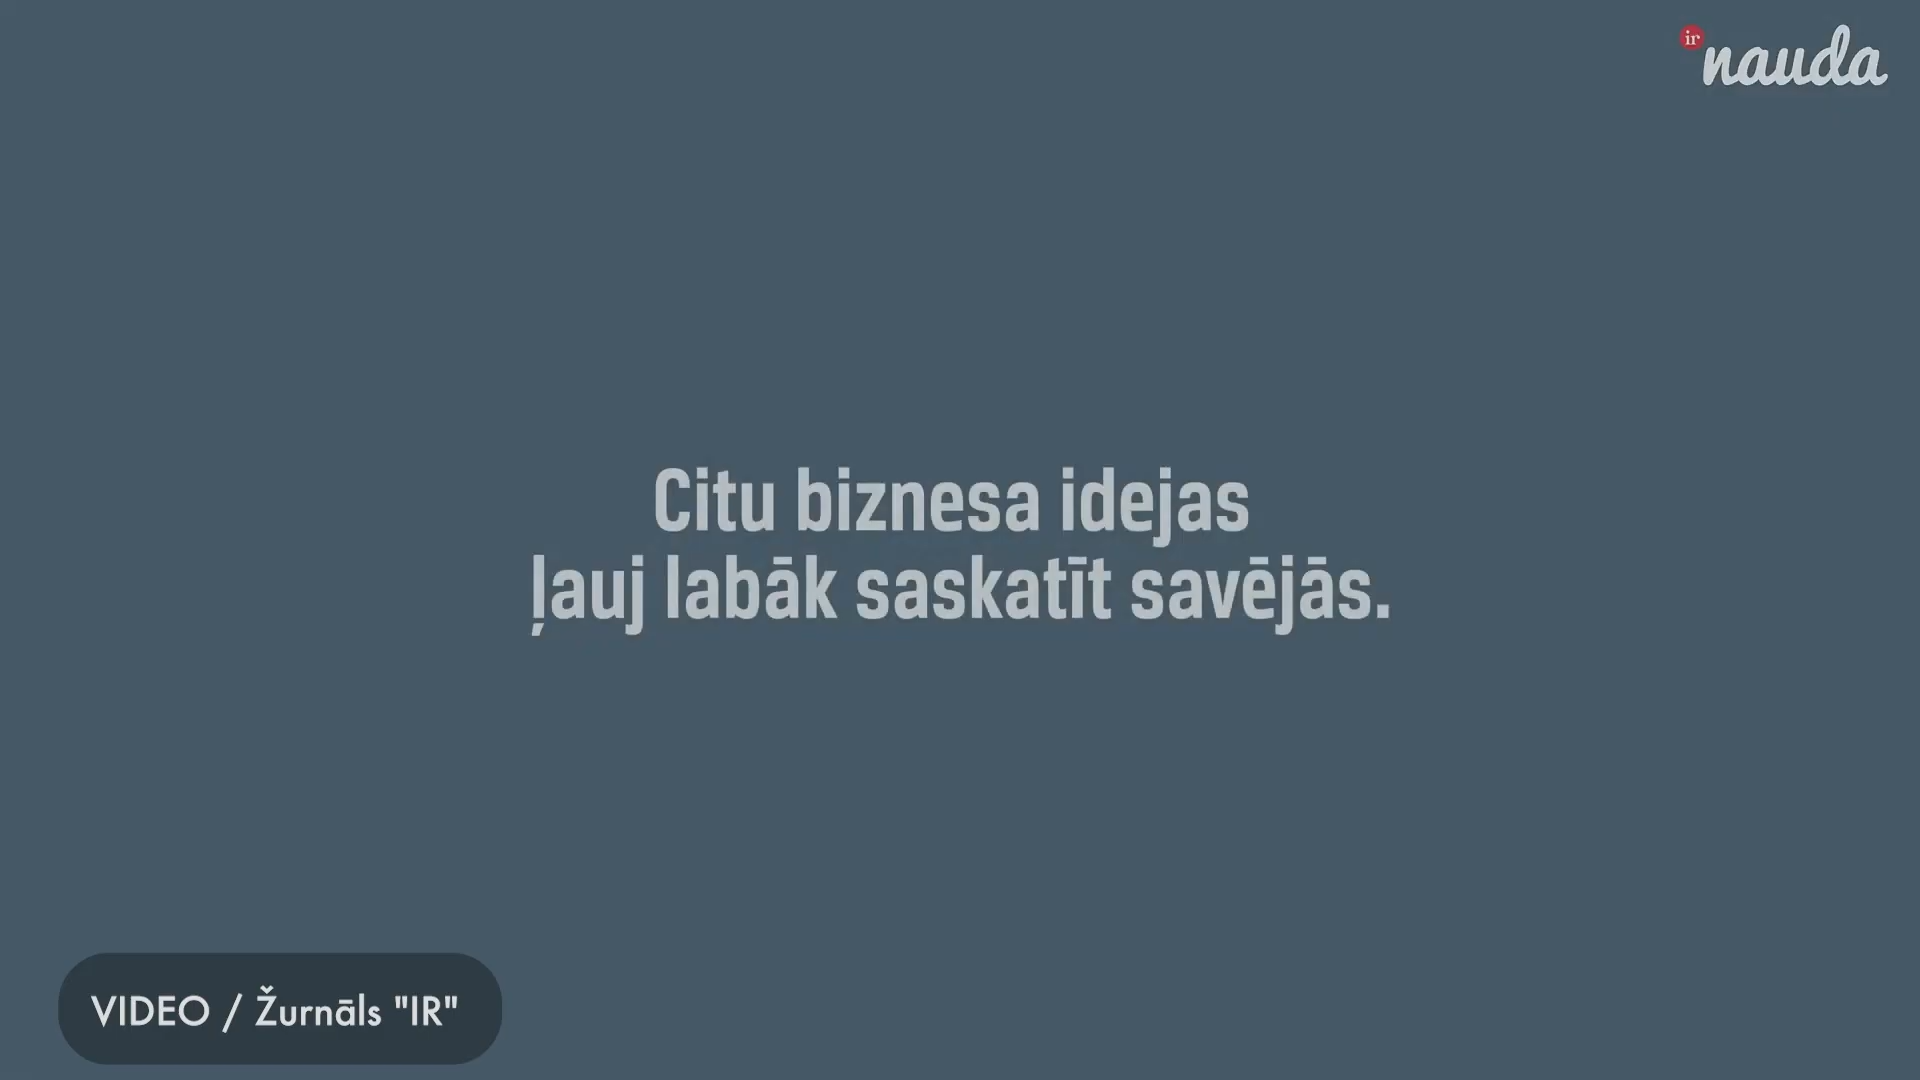 ir nauda
Citu biznesa idejas
ļauj labāk saskatīt savējās.
VIDEO / Žurnāls "IR"